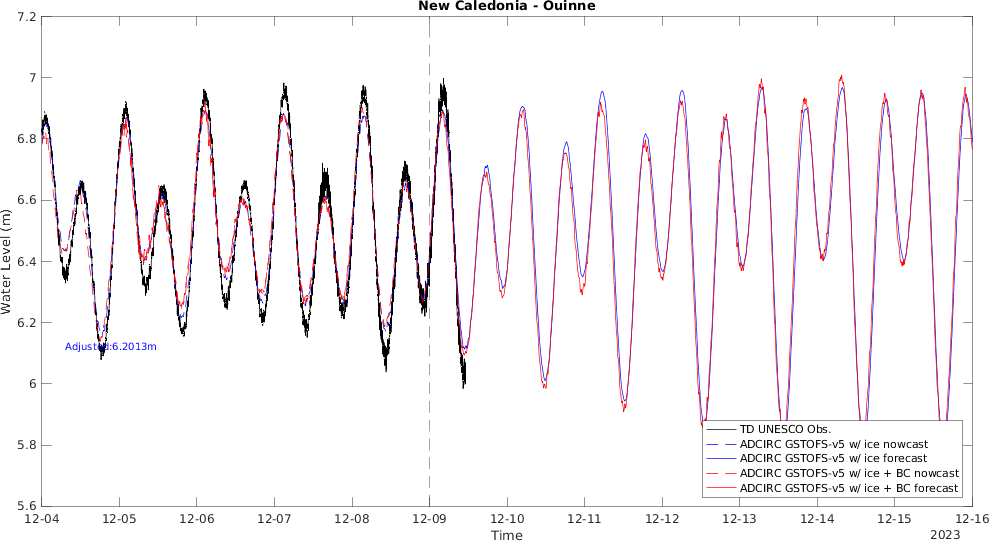 New Caledonia - Ouinne
Water Level (m)
7.2
7
6.8
6.6
6.4
6.2
6
5.8
5.6
Adjusted:6.2013m
TD UNESCO Obs.
ADCIRC GSTOFS-v5 w/ ice nowcast
ADCIRC GSTOFS-v5 w/ ice forecast
ADCIRC GSTOFS-v5 w/ ice + BC nowcast
ADCIRC GSTOFS-v5 w/ ice + BC forecast
12-04 12-05 12-06 12-07 12-08 12-09 12-10 12-11 12-12 12-13 12-14 12-15 12-16
Time
2023